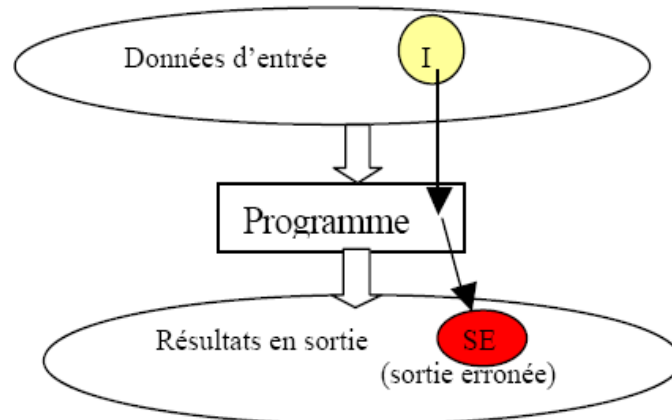 Données d’entrée I
Programme
Résultats en sortie SE
(sortie erronée)